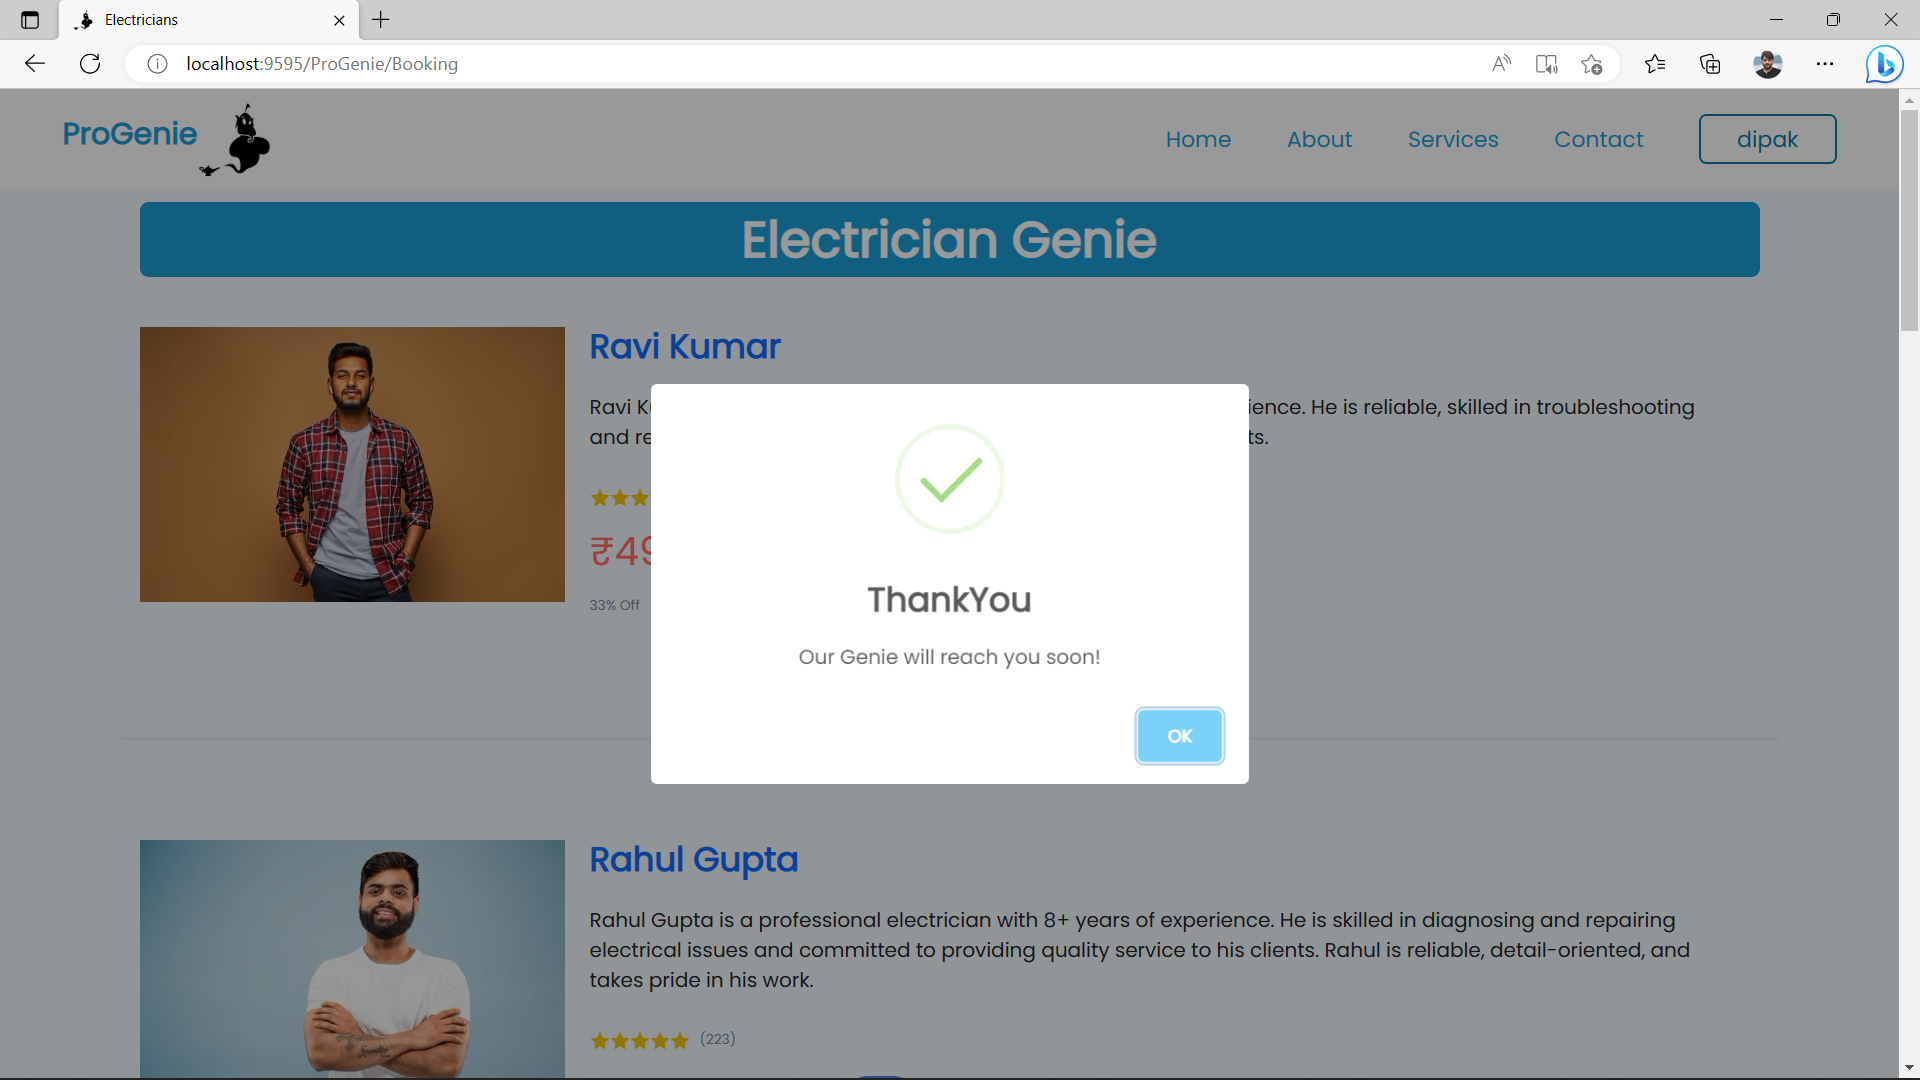 Electricians
localhost:9595/ProGenie/Booking
ProGenie
Home
About
Services
Contact
dipak
Electrician Genie
Ravi Kumar
Ravi
ience. He is reliable, skilled in troubleshooting
and
ts.
₹49
33% Off
ThankYou
Our Genie will reach you soon!
OK
Rahul Gupta
Rahul Gupta is a professional electrician with 8+ years of experience. He is skilled in diagnosing and repairing
electrical issues and committed to providing quality service to his clients. Rahul is reliable, detail-oriented, and
takes pride in his work.
(223)